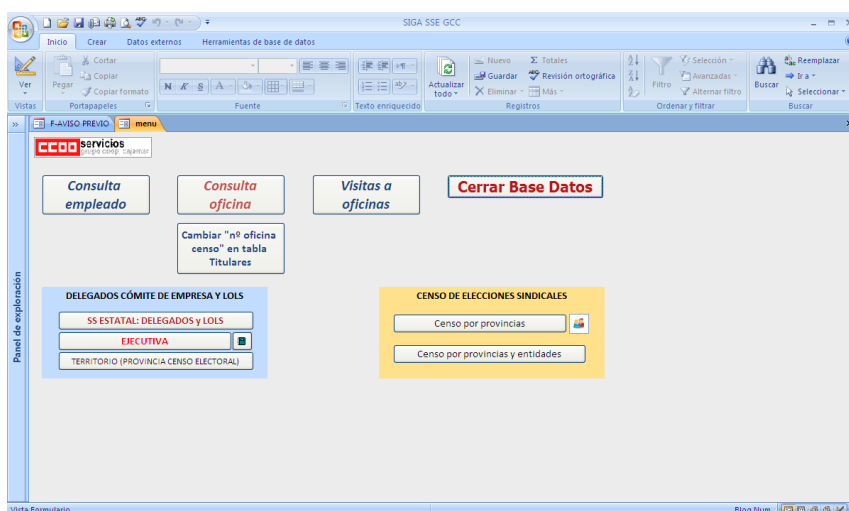 SIGA SSE GCC
Inicio Crear Datos externos Herramientas de base de datos
Ver
Vistas
Pegar
Cortar
Copiar
Copiar formato
Portapapeles
N K S A
Fuente
Texto enriquecido
Actualizar todo
Nuevo
Guardar
Eliminar
Totales
Revisión ortográfica
Más
Registros
Filtro
Selección
Avanzadas
Alternar filtro
Ordenar y filtrar
Buscar
Reemplazar
Ir a
Seleccionar
Buscar
F-AVISO PREVIO menu
CCOO servicios
grupo coop. cajamar
Consulta
empleado
Consulta
oficina
Visitas a
oficinas
Cerrar Base Datos
Cambiar "nº oficina
censo" en tabla
Titulares
Panel de exploración
DELEGADOS CÓMITE DE EMPRESA Y LOLS
SS ESTATAL: DELEGADOS y LOLS
EJECUTIVA
TERRITORIO (PROVINCIA CENSO ELECTORAL)
CENSO DE ELECCIONES SINDICALES
Censo por provincias
Censo por provincias y entidades
Vista Formulario
Bloq Num